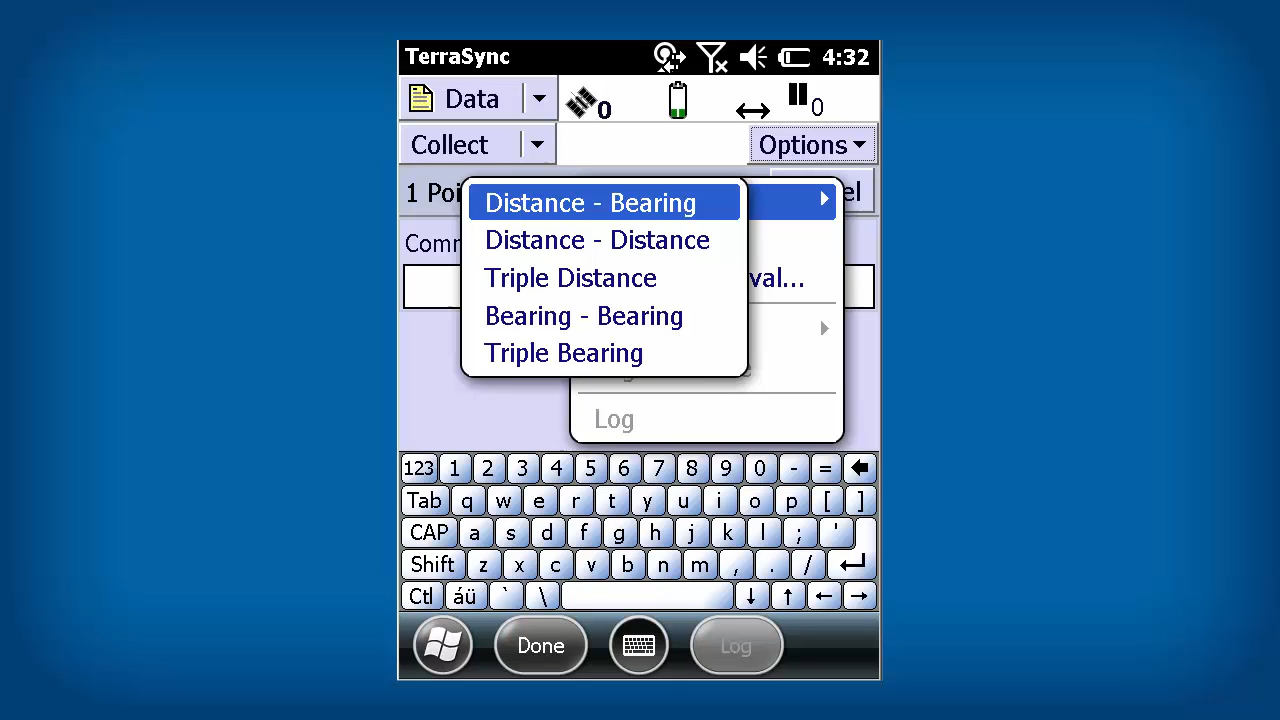 TerraSync 4:32
Data 0 0
Collect Options
1 Poi el
Distance - Bearing
Comm
Distance - Distance
Triple Distance val...
Bearing - Bearing
Triple Bearing
Log
123 1 2 3 4 5 6 7 8 9 0 - =
Tab q w e r t y u i o p [ ]
CAP a s d f g h j k l ; '
Shift z x c v b n m , . /
Ctl áü ` \
Done Log